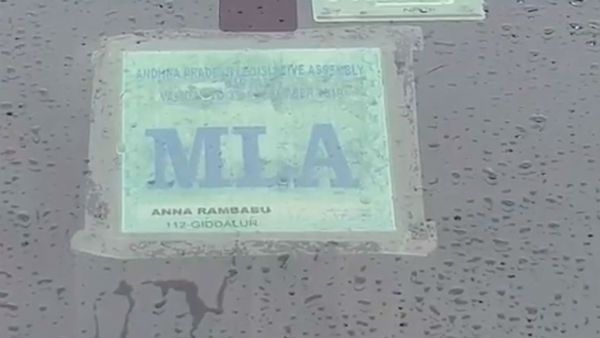 ANDHRA PRADESH LEGISLATIVE ASSEMBLY
MLA
ANNA RAMBABU
112-GIDDALUR